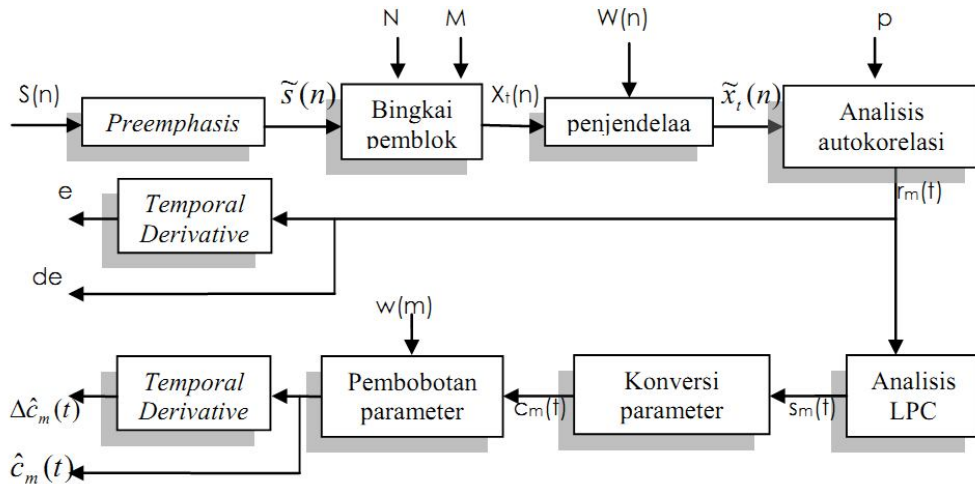 N M W(n) p
S(n) s̃(n) Xt(n) x̃t(n)
Preemphasis
Bingkai
pemblok
penjendelaa
Analisis
autokorelasi
rm(t)
e
Temporal
Derivative
de
w(m)
Δĉm(t)
Temporal
Derivative
Pembobotan
parameter
cm(t)
Konversi
parameter
sm(t)
Analisis
LPC
ĉm(t)